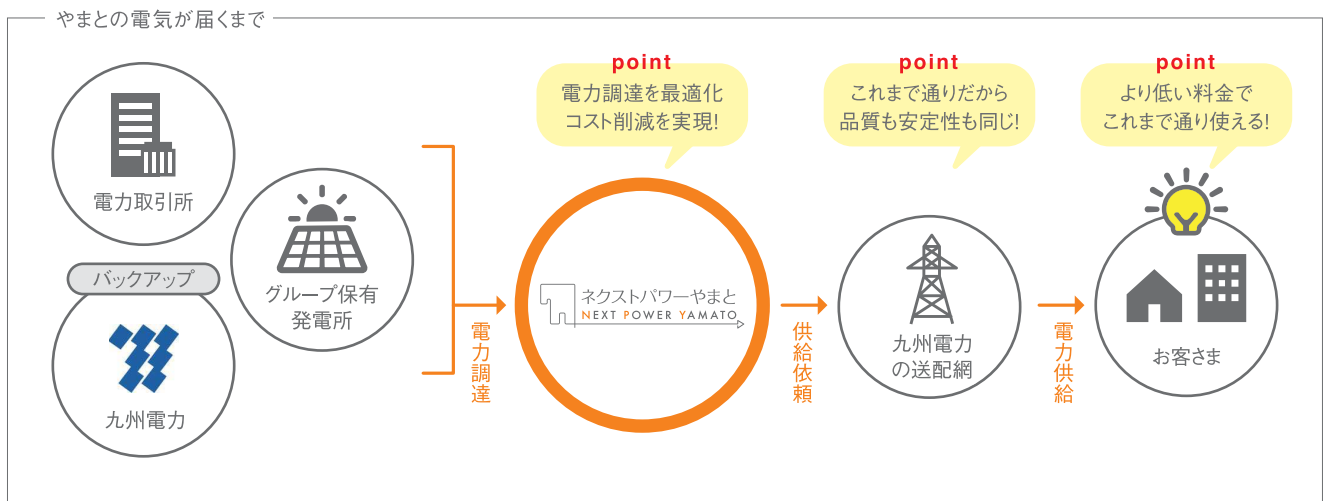 やまとの電気が届くまで
電力取引所
バックアップ
九州電力
グループ保有
発電所
電力調達
point
電力調達を最適化
コスト削減を実現!
ネクストパワーやまと
NEXT POWER YAMATO
供給依頼
point
これまで通りだから
品質も安定性も同じ!
九州電力
の送配網
電力供給
point
より低い料金で
これまで通り使える!
お客さま